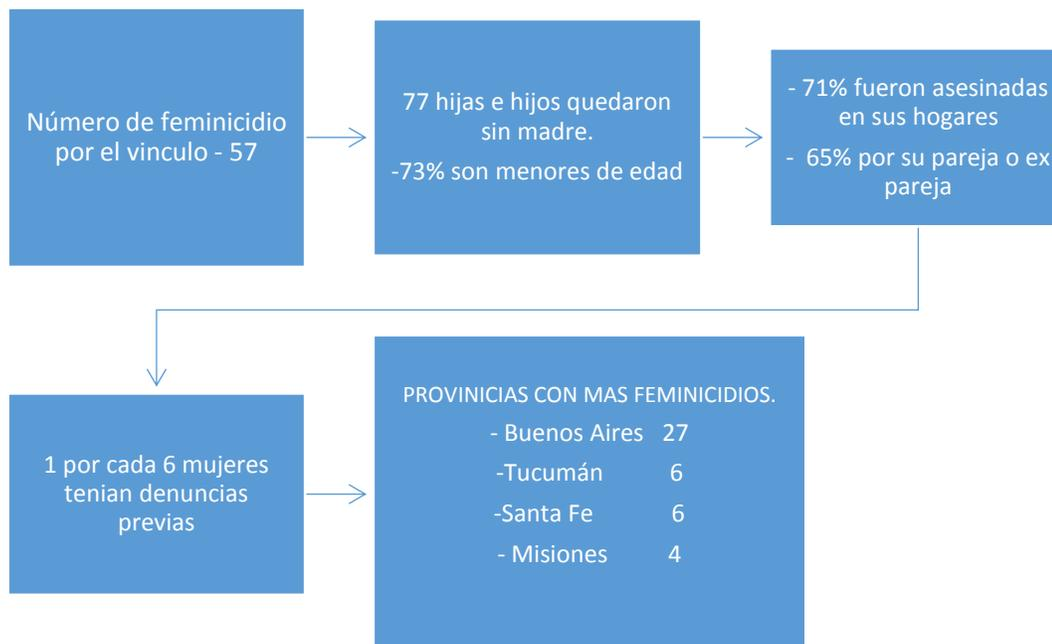 Número de feminicidio
por el vinculo - 57
77 hijas e hijos quedaron
sin madre.
-73% son menores de edad
- 71% fueron asesinadas
en sus hogares
- 65% por su pareja o ex
pareja
1 por cada 6 mujeres
tenian denuncias
previas
PROVINICIAS CON MAS FEMINICIDIOS.
- Buenos Aires 27
-Tucumán 6
-Santa Fe 6
- Misiones 4